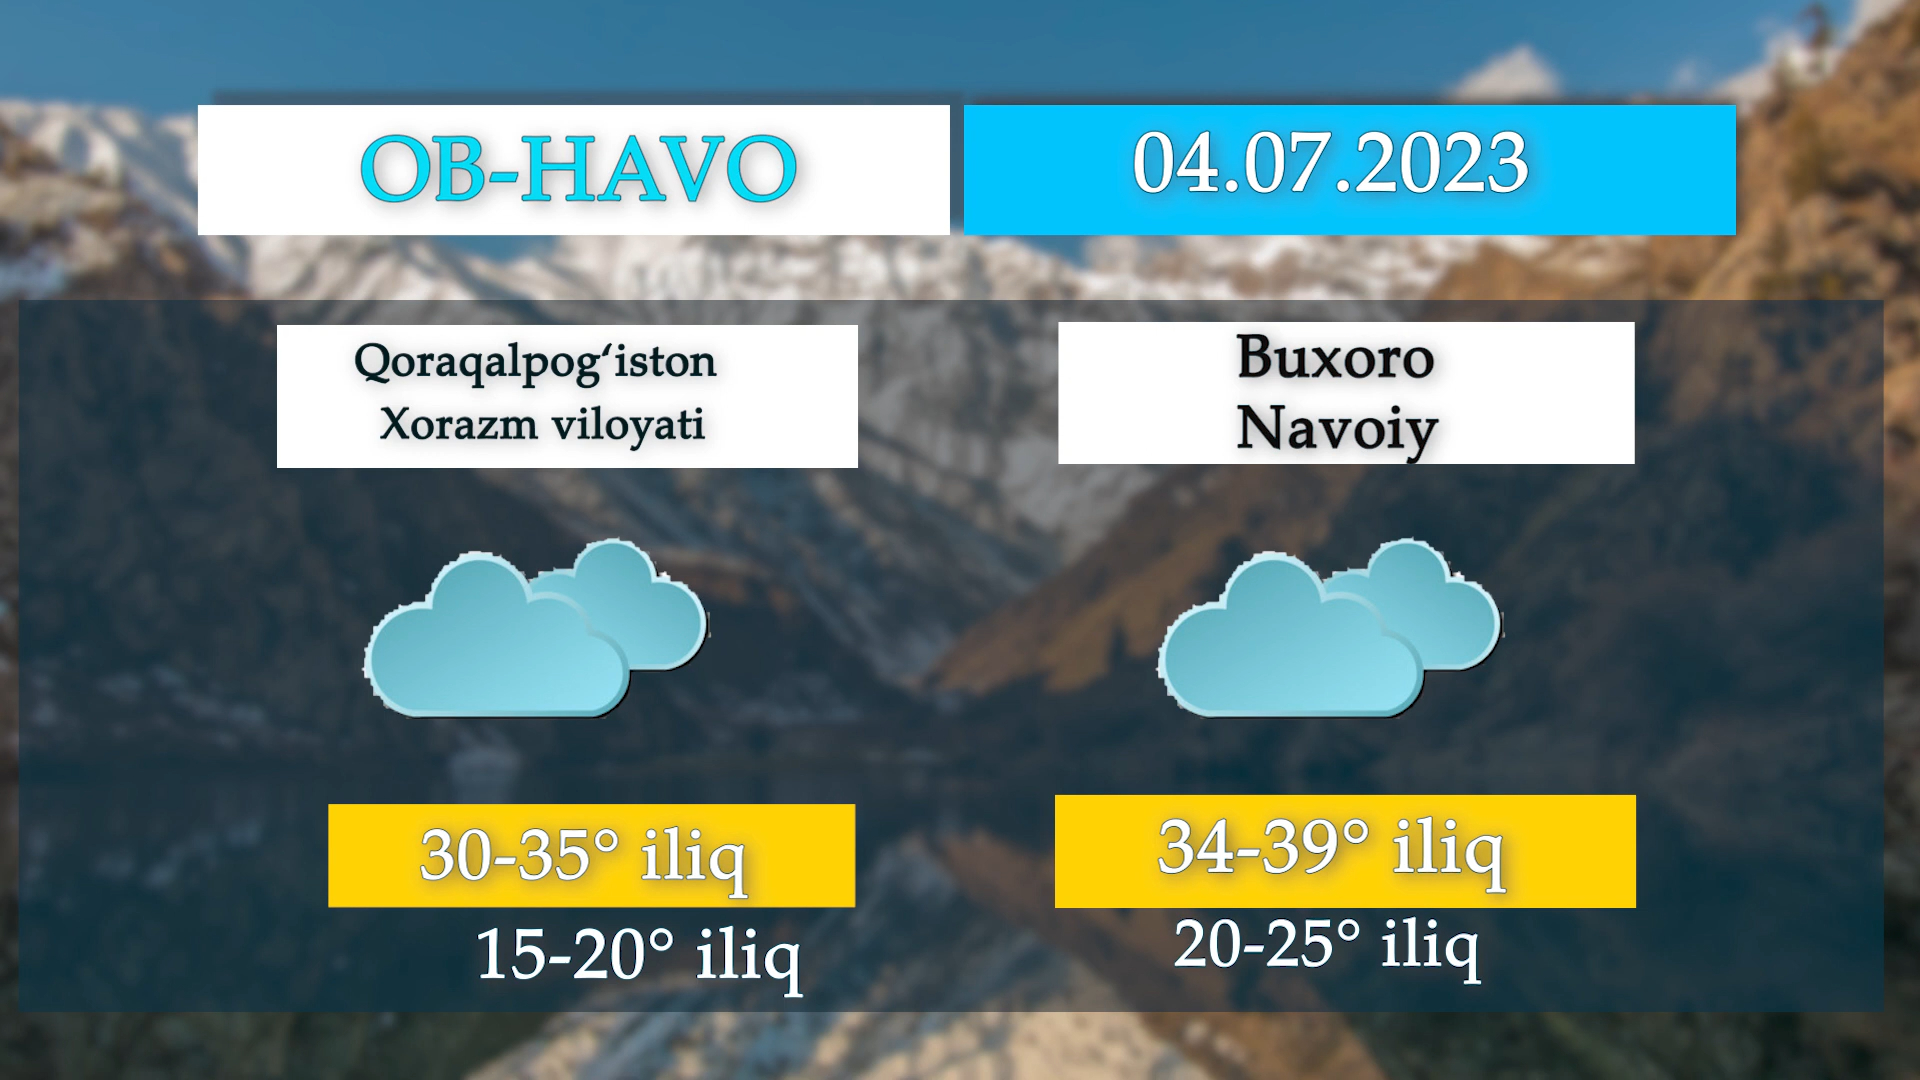 OB-HAVO
04.07.2023
Qoraqalpog‘iston
Xorazm viloyati
Buxoro
Navoiy
30-35° iliq
15-20° iliq
34-39° iliq
20-25° iliq